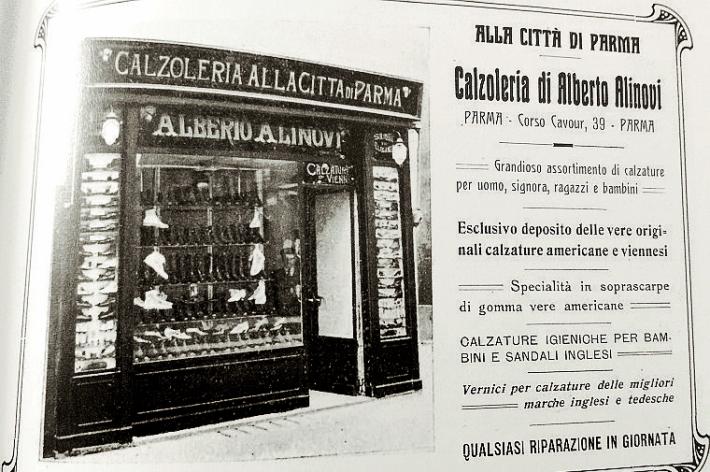 CALZOLERIA ALLA CITTÀ DI PARMA
ALBERTO ALINOVI
CALZATURE
DI VIENNA
ALLA CITTÀ DI PARMA
Calzoleria di Alberto Alinovi
PARMA - Corso Cavour, 39 - PARMA
Grandioso assortimento di calzature
per uomo, signora, ragazzi e bambini
Esclusivo deposito delle vere origi-
nali calzature americane e viennesi
Specialità in soprascarpe
di gomma vere americane
CALZATURE IGIENICHE PER BAM-
BINI E SANDALI INGLESI
Vernici per calzature delle migliori
marche inglesi e tedesche
QUALSIASI RIPARAZIONE IN GIORNATA